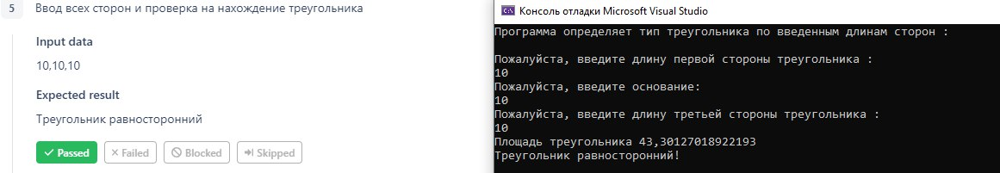 5 Ввод всех сторон и проверка на нахождение треугольника
Input data
10,10,10
Expected result
Треугольник равносторонний
Passed Failed Blocked Skipped
Консоль отладки Microsoft Visual Studio
Программа определяет тип треугольника по введенным длинам сторон :
Пожалуйста, введите длину первой стороны треугольника :
10
Пожалуйста, введите основание:
10
Пожалуйста, введите длину третьей стороны треугольника :
10
Площадь треугольника 43,30127018922193
Треугольник равносторонний!